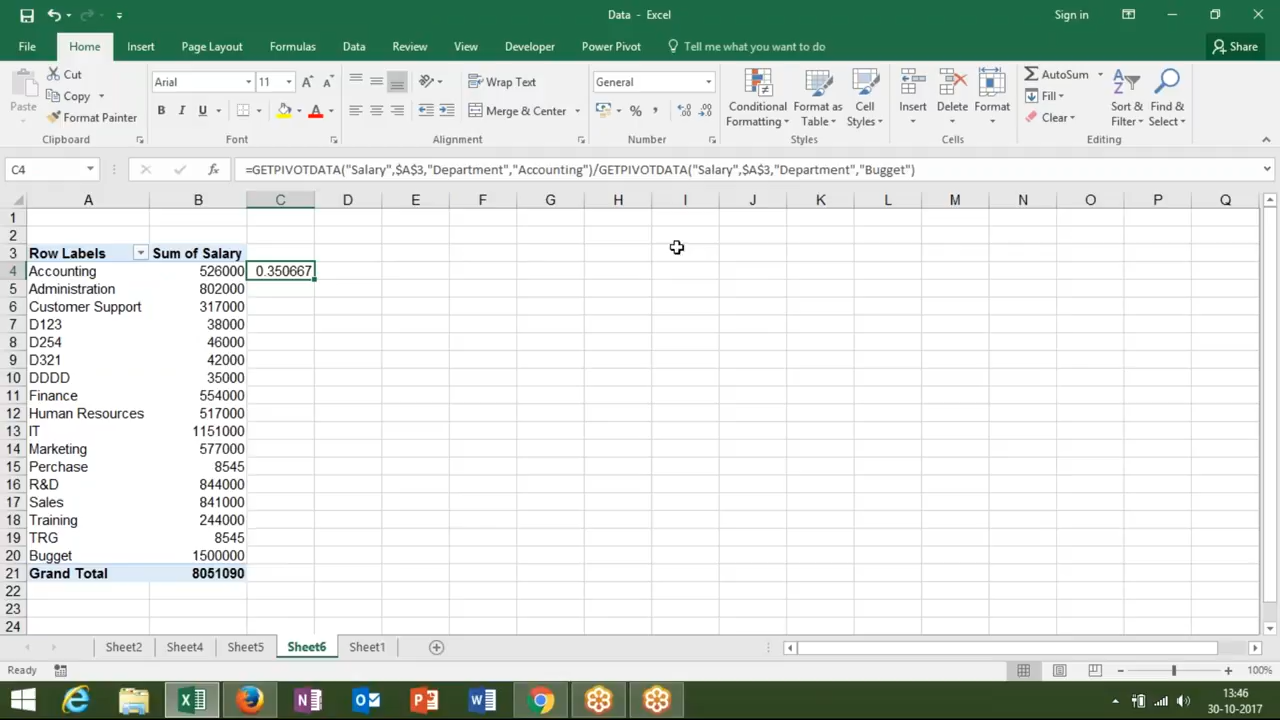 Data - Excel
Sign in
File Home Insert Page Layout Formulas Data Review View Developer Power Pivot Tell me what you want to do Share
Paste
Cut
Copy
Format Painter
Clipboard
Arial 11
B I U
Font
Wrap Text
Merge & Center
Alignment
General
Number
Conditional Formatting
Format as Table
Cell Styles
Styles
Insert Delete Format
Cells
AutoSum
Fill
Clear
Sort & Filter
Find & Select
Editing
C4 fx =GETPIVOTDATA("Salary",$A$3,"Department","Accounting")/GETPIVOTDATA("Salary",$A$3,"Department","Bugget")
A B C D E F G H I J K L M N O P Q
1
2
3 Row Labels Sum of Salary
4 Accounting 526000 0.350667
5 Administration 802000
6 Customer Support 317000
7 D123 38000
8 D254 46000
9 D321 42000
10 DDDD 35000
11 Finance 554000
12 Human Resources 517000
13 IT 1151000
14 Marketing 577000
15 Perchase 8545
16 R&D 844000
17 Sales 841000
18 Training 244000
19 TRG 8545
20 Bugget 1500000
21 Grand Total 8051090
22
23
24
Sheet2 Sheet4 Sheet5 Sheet6 Sheet1
Ready 100%
13:46
30-10-2017